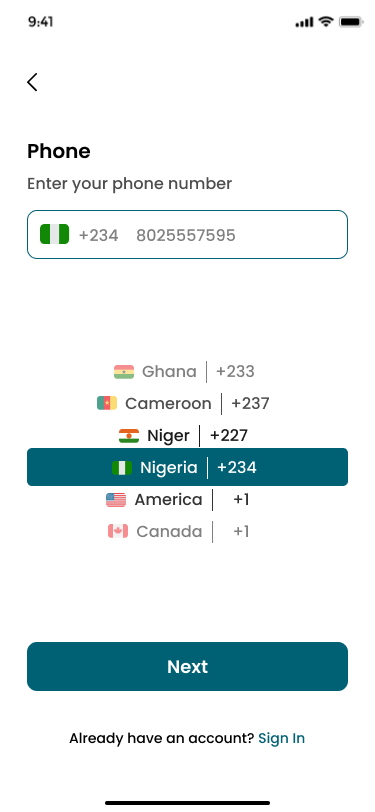 9:41
Phone
Enter your phone number
+234 8025557595
Ghana +233
Cameroon +237
Niger +227
Nigeria +234
America +1
Canada +1
Next
Already have an account? Sign In